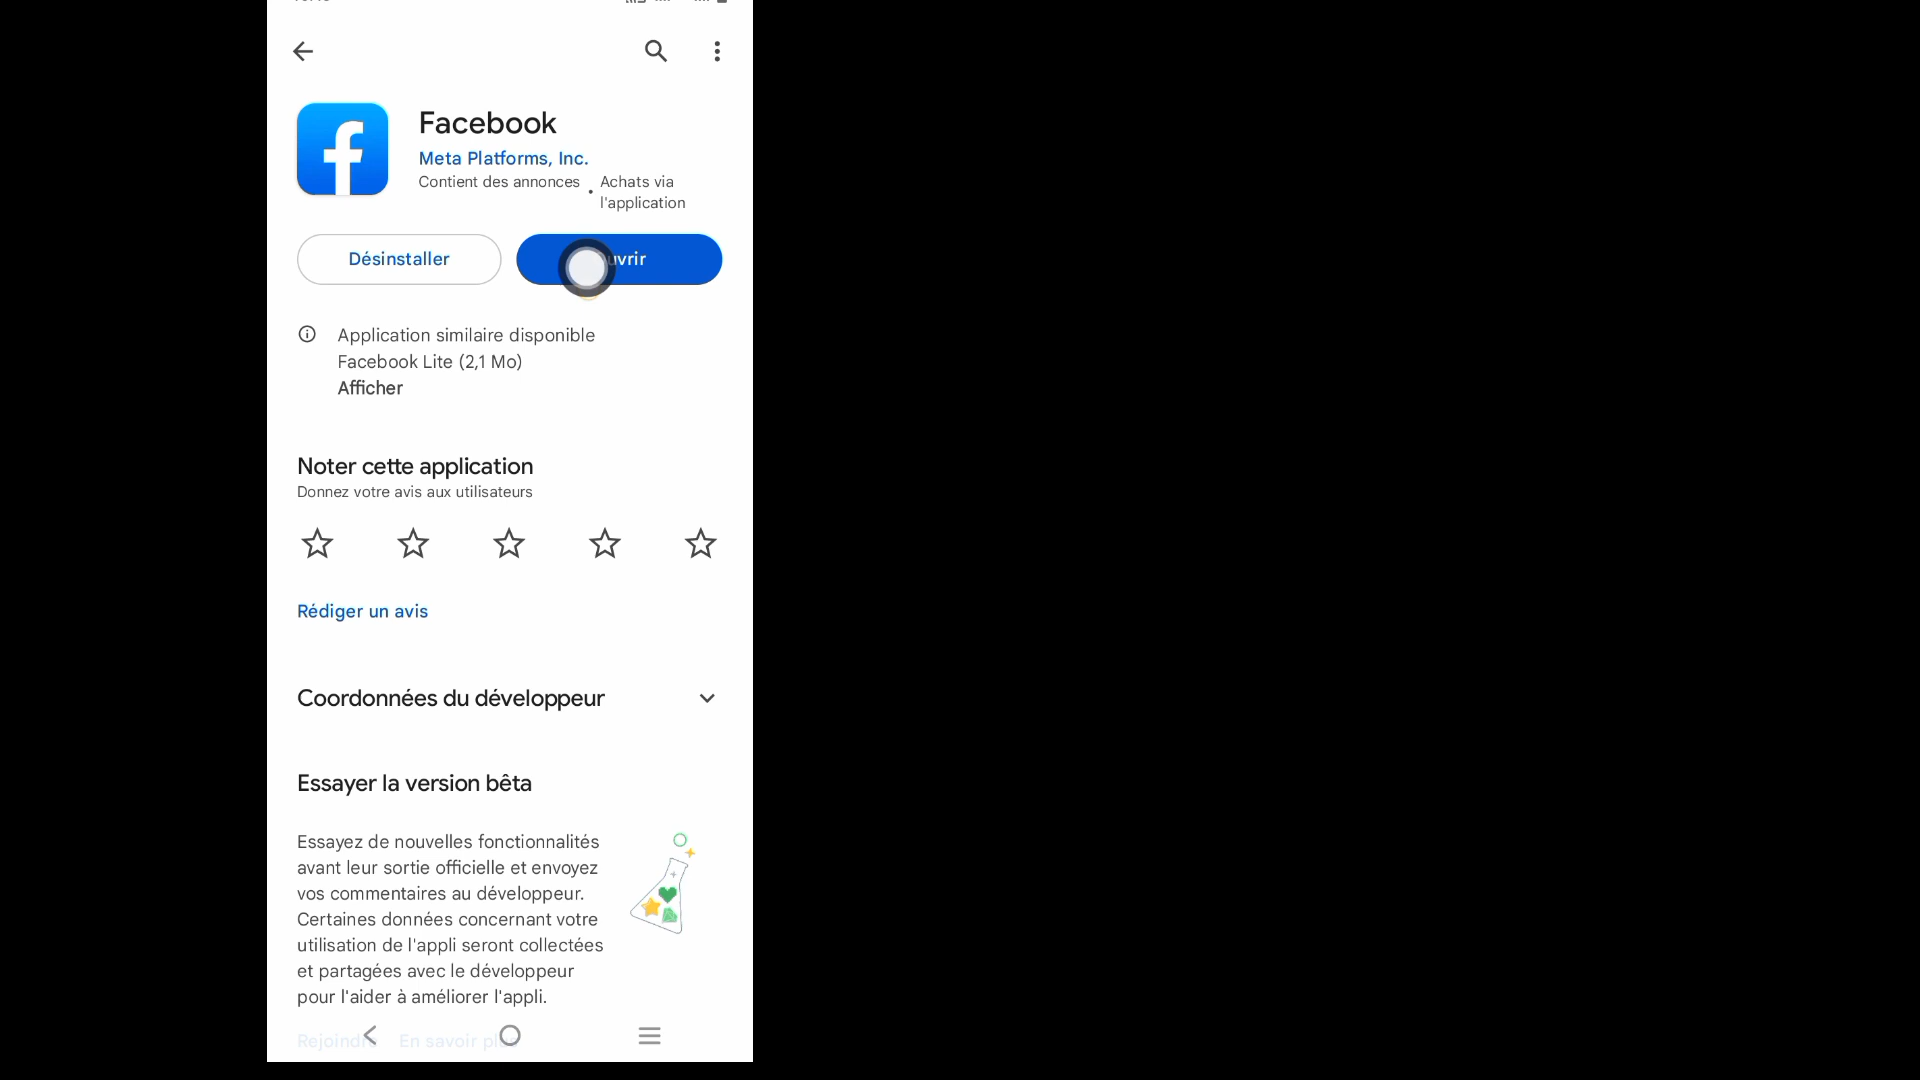 Facebook
Meta Platforms, Inc.
Contient des annonces • Achats via
l'application
Désinstaller
uvrir
Application similaire disponible
Facebook Lite (2,1 Mo)
Afficher
Noter cette application
Donnez votre avis aux utilisateurs
Rédiger un avis
Coordonnées du développeur
Essayer la version bêta
Essayez de nouvelles fonctionnalités
avant leur sortie officielle et envoyez
vos commentaires au développeur.
Certaines données concernant votre
utilisation de l'appli seront collectées
et partagées avec le développeur
pour l'aider à améliorer l'appli.
En savoir